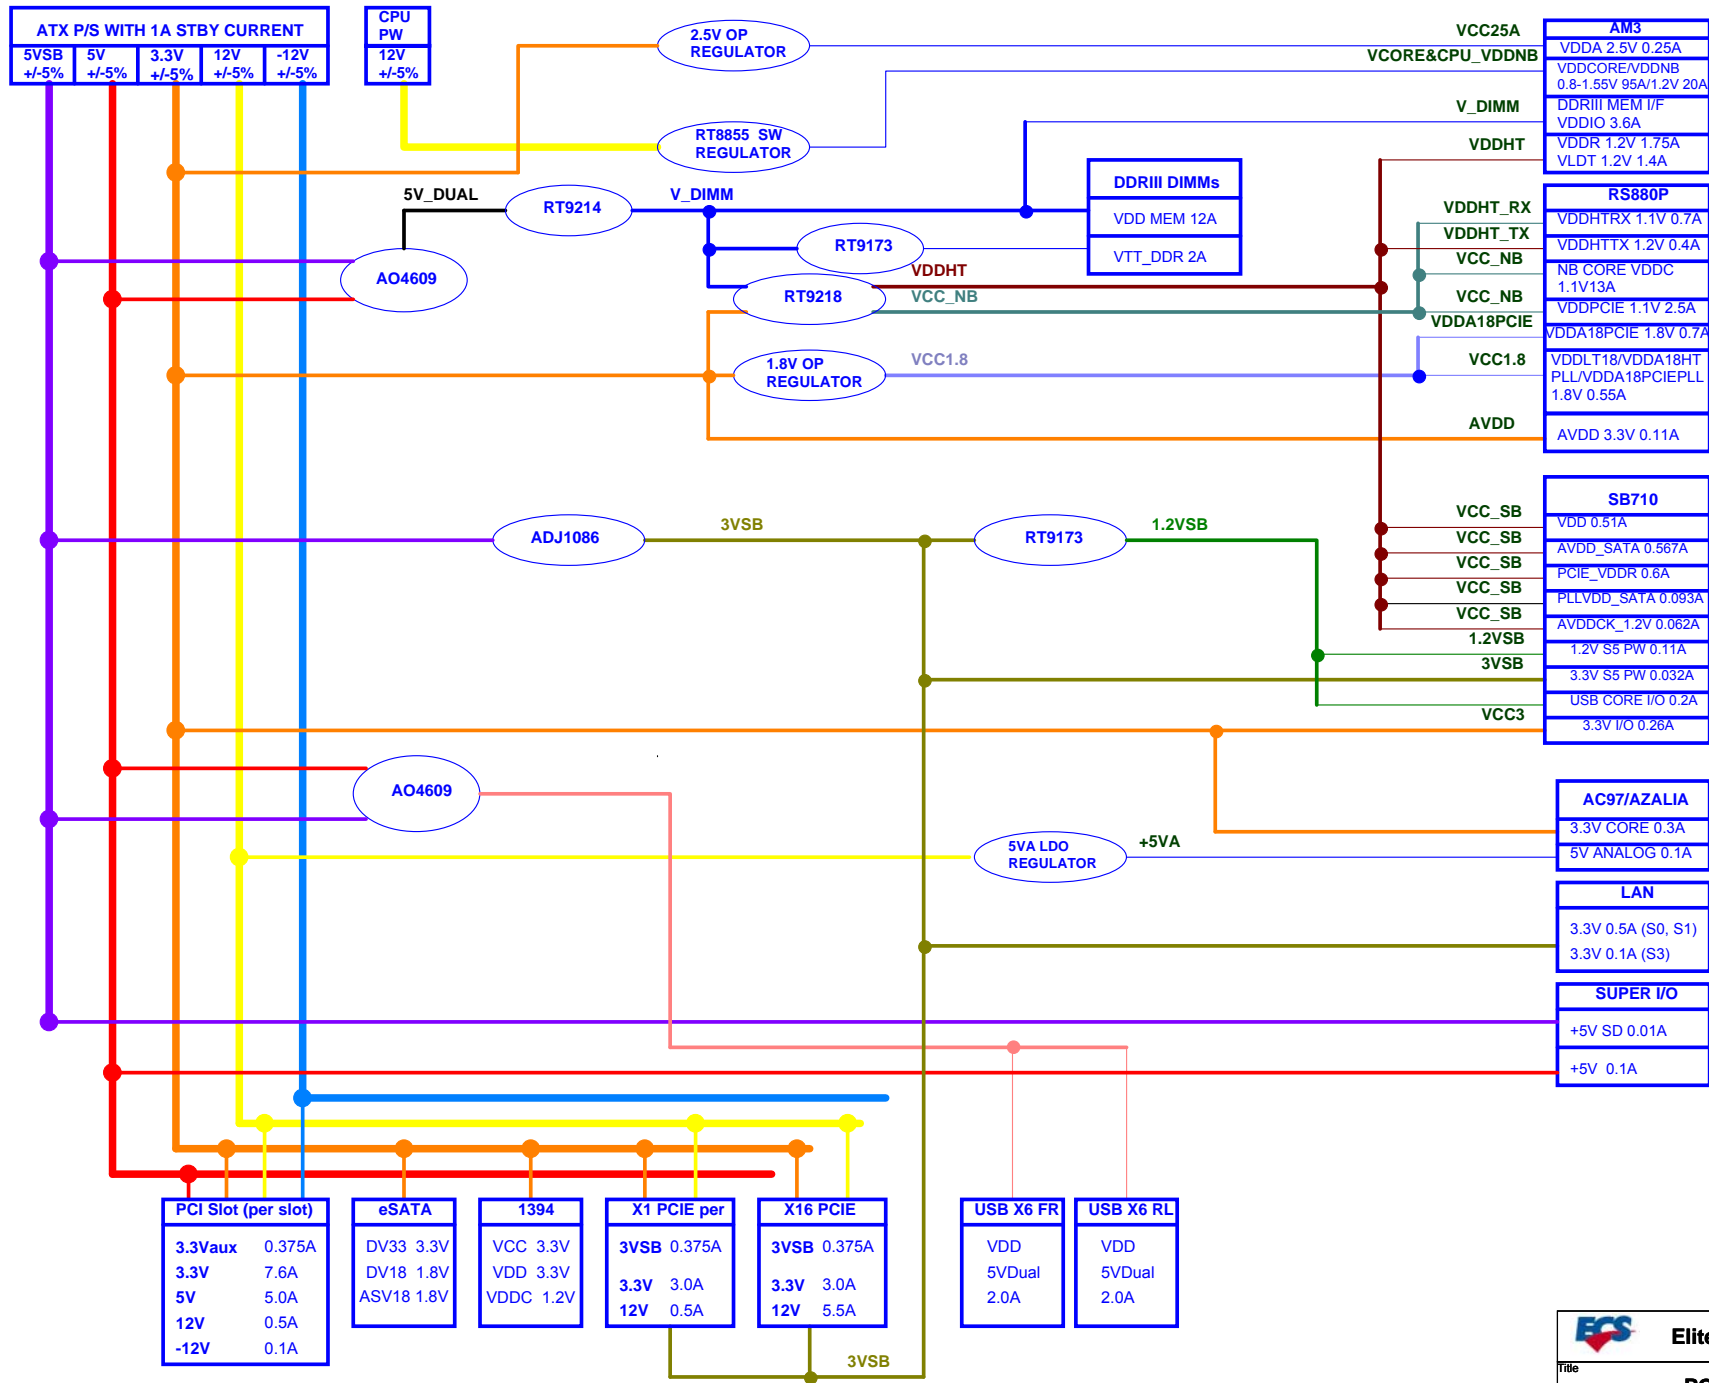 ATX P/S WITH 1A STBY CURRENT
5VSB +/-5%
5V +/-5%
3.3V +/-5%
12V +/-5%
-12V +/-5%
CPU PW
12V +/-5%
2.5V OP REGULATOR
VCC25A
VCORE&CPU_VDDNB
RT8855 SW REGULATOR
V_DIMM
VDDHT
AM3
VDDA 2.5V 0.25A
VDDCORE/VDDNB
0.8-1.55V 95A/1.2V 20A
DDRIII MEM I/F
VDDIO 3.6A
VDDR 1.2V 1.75A
VLDT 1.2V 1.4A
5V_DUAL
RT9214
V_DIMM
AO4609
RT9173
DDRIII DIMMs
VDD MEM 12A
VTT_DDR 2A
RT9218
VDDHT
VCC_NB
1.8V OP REGULATOR
VCC1.8
VDDHT_RX
VDDHT_TX
VCC_NB
VCC_NB
VDDA18PCIE
VCC1.8
AVDD
RS880P
VDDHTRX 1.1V 0.7A
VDDHTTX 1.2V 0.4A
NB CORE VDDC
1.1V13A
VDDPCIE 1.1V 2.5A
VDDA18PCIE 1.8V 0.7A
VDDLT18/VDDA18HT
PLL/VDDA18PCIEPLL
1.8V 0.55A
AVDD 3.3V 0.11A
ADJ1086
3VSB
RT9173
1.2VSB
VCC_SB
VCC_SB
VCC_SB
VCC_SB
VCC_SB
1.2VSB
3VSB
VCC3
SB710
VDD 0.51A
AVDD_SATA 0.567A
PCIE_VDDR 0.6A
PLLVDD_SATA 0.093A
AVDDCK_1.2V 0.062A
1.2V S5 PW 0.11A
3.3V S5 PW 0.032A
USB CORE I/O 0.2A
3.3V I/O 0.26A
AO4609
5VA LDO REGULATOR
+5VA
AC97/AZALIA
3.3V CORE 0.3A
5V ANALOG 0.1A
LAN
3.3V 0.5A (S0, S1)
3.3V 0.1A (S3)
SUPER I/O
+5V SD 0.01A
+5V 0.1A
PCI Slot (per slot)
3.3Vaux 0.375A
3.3V 7.6A
5V 5.0A
12V 0.5A
-12V 0.1A
eSATA
DV33 3.3V
DV18 1.8V
ASV18 1.8V
1394
VCC 3.3V
VDD 3.3V
VDDC 1.2V
X1 PCIE per
3VSB 0.375A
3.3V 3.0A
12V 0.5A
X16 PCIE
3VSB 0.375A
3.3V 3.0A
12V 5.5A
USB X6 FR
VDD
5VDual
2.0A
USB X6 RL
VDD
5VDual
2.0A
3VSB
ECS
Elite
Title